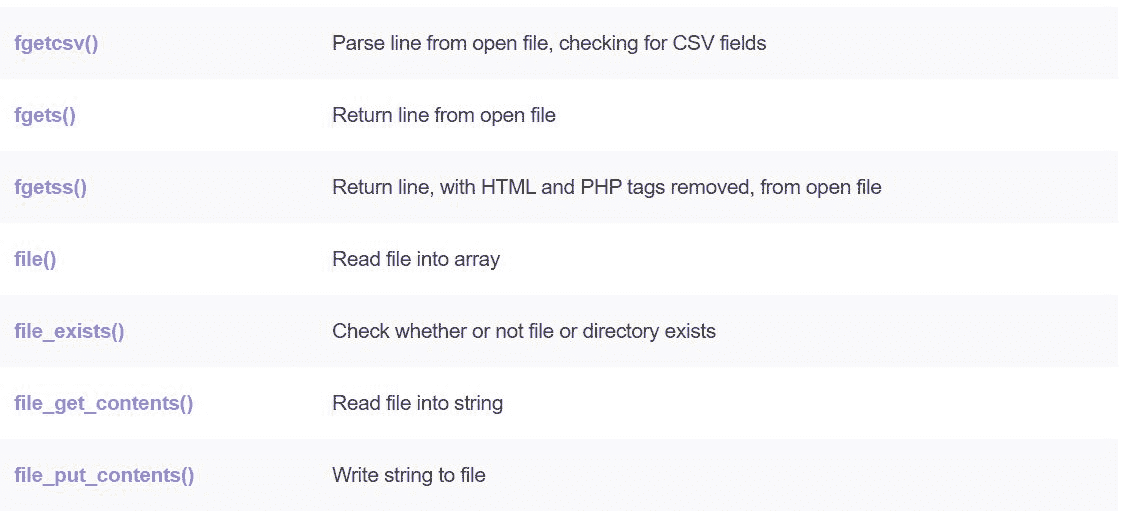 fgetcsv() Parse line from open file, checking for CSV fields
fgets() Return line from open file
fgetss() Return line, with HTML and PHP tags removed, from open file
file() Read file into array
file_exists() Check whether or not file or directory exists
file_get_contents() Read file into string
file_put_contents() Write string to file